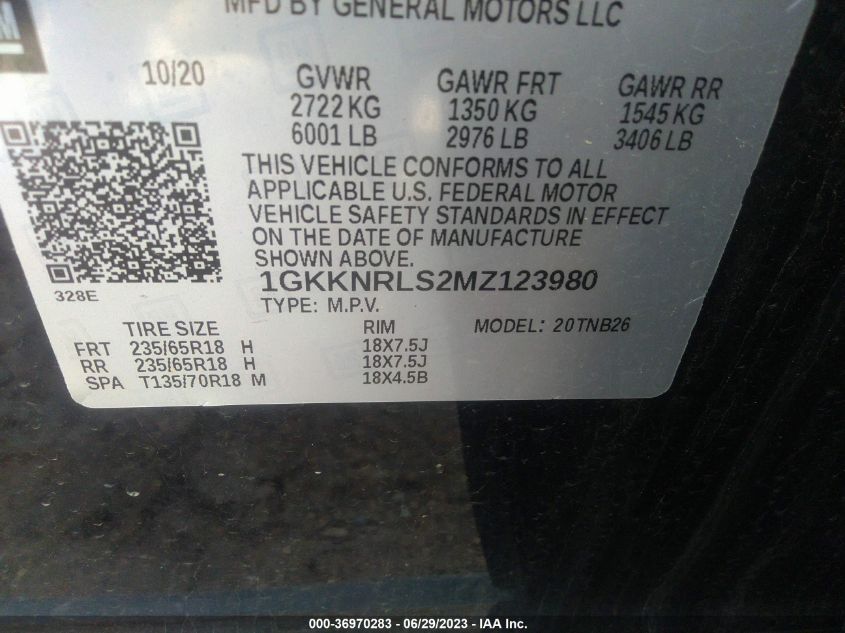 MFD BY GENERAL MOTORS LLC
10/20 GVWR GAWR FRT GAWR RR
2722 KG 1350 KG 1545 KG
6001 LB 2976 LB 3406 LB
THIS VEHICLE CONFORMS TO ALL
APPLICABLE U.S. FEDERAL MOTOR
VEHICLE SAFETY STANDARDS IN EFFECT
ON THE DATE OF MANUFACTURE
SHOWN ABOVE.
1GKKNRLS2MZ123980
328E
TYPE: M.P.V.
TIRE SIZE RIM MODEL: 20TNB26
FRT 235/65R18 H 18X7.5J
RR 235/65R18 H 18X7.5J
SPA T135/70R18 M 18X4.5B
000-36970283 - 06/29/2023 - IAA Inc.